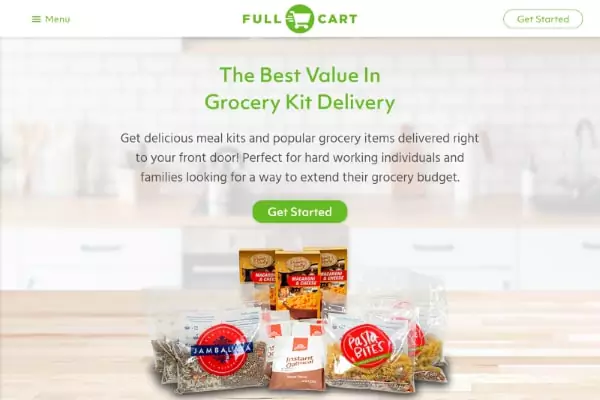 Menu
FULL CART
Get Started
The Best Value In
Grocery Kit Delivery
Get delicious meal kits and popular grocery items delivered right
to your front door! Perfect for hard working individuals and
families looking for a way to extend their grocery budget.
Get Started
MACARONI
& CHEESE
MACARONI
& CHEESE
MACARONI
& CHEESE
JAMBALAYA
Instant
Oatmeal
PASTA
BITES